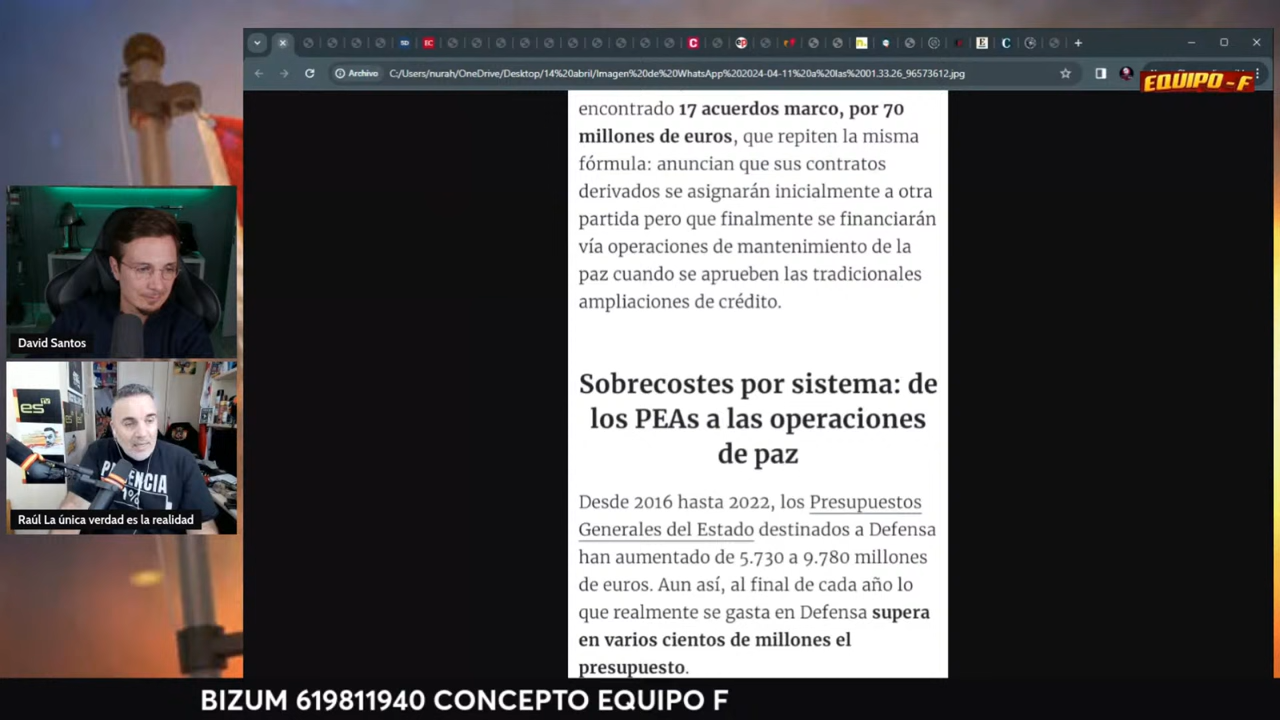 Archivo
C:/Users/nurah/OneDrive/Desktop/14%20abril/Imagen%20de%20WhatsApp%202024-04-11%20a%20las%2001.33.26_96573612.jpg
EQUIPO-F
encontrado 17 acuerdos marco, por 70
millones de euros, que repiten la misma
fórmula: anuncian que sus contratos
derivados se asignarán inicialmente a otra
partida pero que finalmente se financiarán
vía operaciones de mantenimiento de la
paz cuando se aprueben las tradicionales
ampliaciones de crédito.
Sobrecostes por sistema: de
los PEAs a las operaciones
de paz
Desde 2016 hasta 2022, los Presupuestos
Generales del Estado destinados a Defensa
han aumentado de 5.730 a 9.780 millones
de euros. Aun así, al final de cada año lo
que realmente se gasta en Defensa supera
en varios cientos de millones el
presupuesto.
David Santos
es
Raúl La única verdad es la realidad
BIZUM 619811940 CONCEPTO EQUIPO F